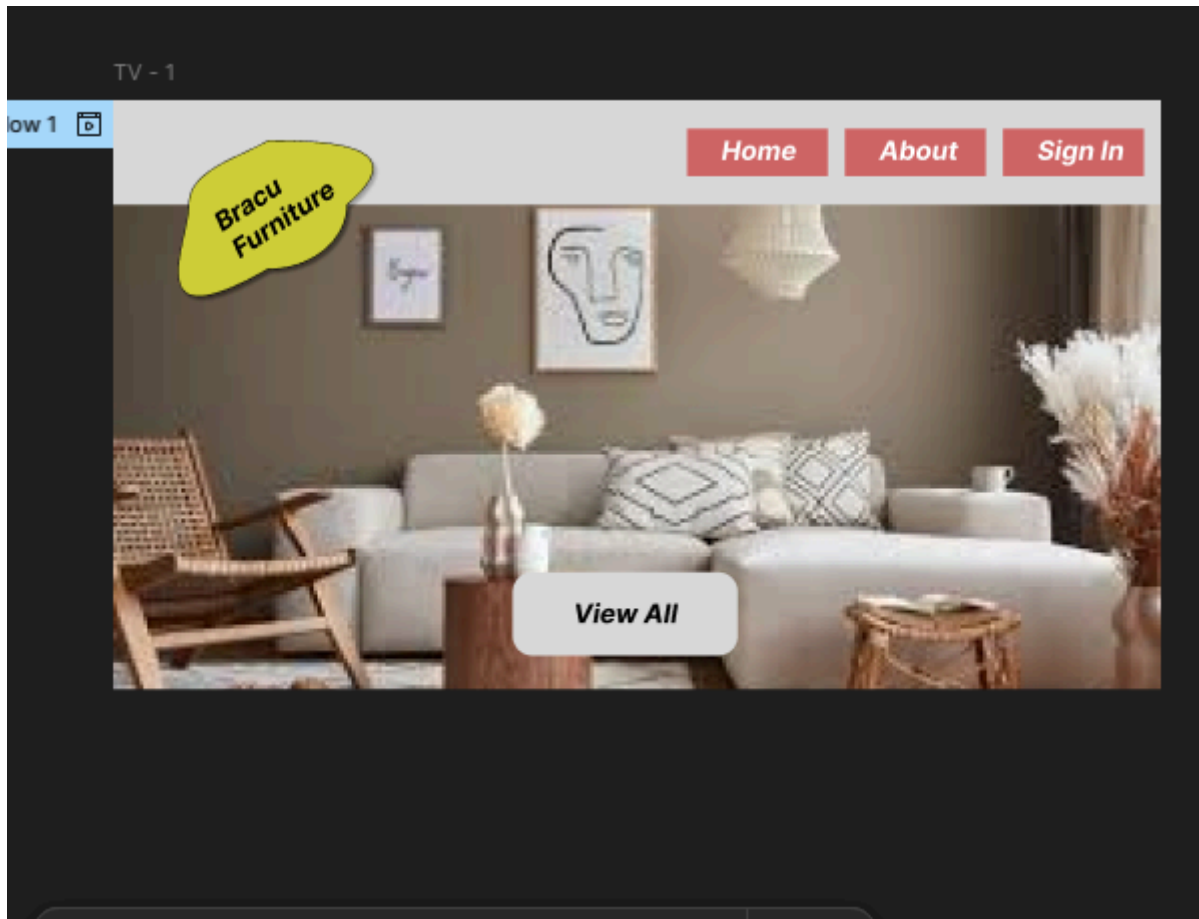 TV - 1
low 1
Home
About
Sign In
Bracu
Furniture
View All